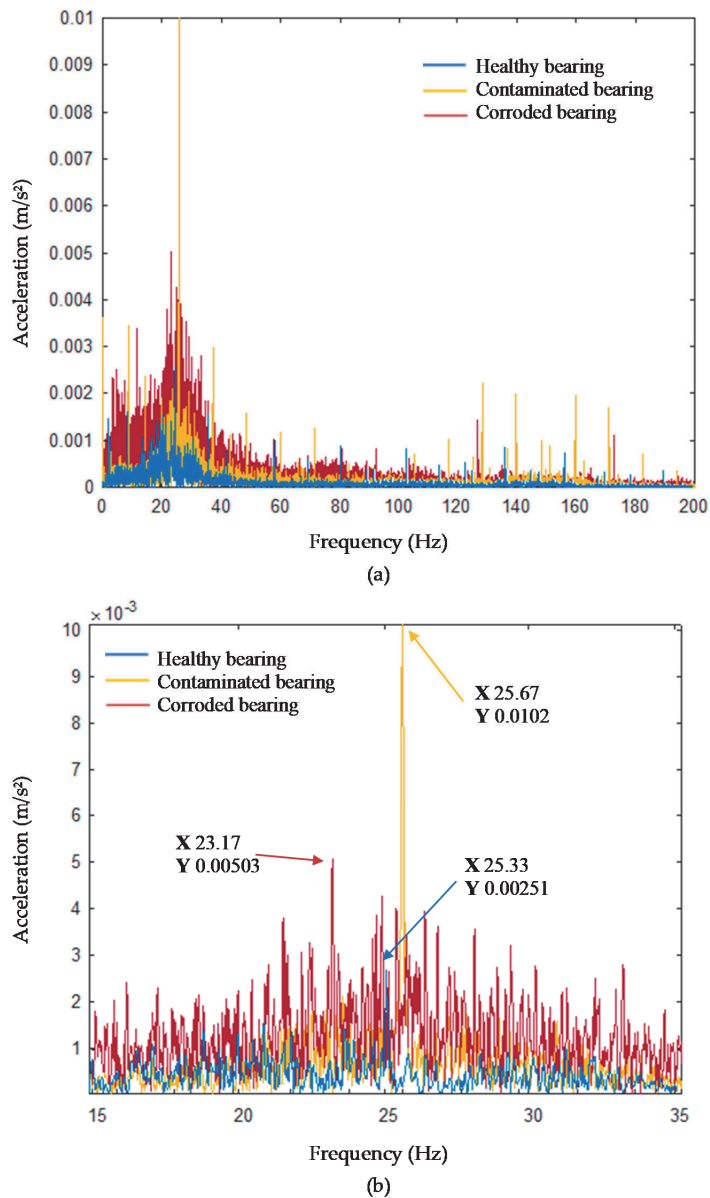 0.01
0.009
0.008
0.007
0.006
0.005
0.004
0.003
0.002
0.001
0
Acceleration (m/s²)
Healthy bearing
Contaminated bearing
Corroded bearing
0 20 40 60 80 100 120 140 160 180 200
Frequency (Hz)
(a)
× 10⁻³
10
9
8
7
6
5
4
3
2
1
Acceleration (m/s²)
Healthy bearing
Contaminated bearing
Corroded bearing
X 25.67
Y 0.0102
X 23.17
Y 0.00503
X 25.33
Y 0.00251
15 20 25 30 35
Frequency (Hz)
(b)